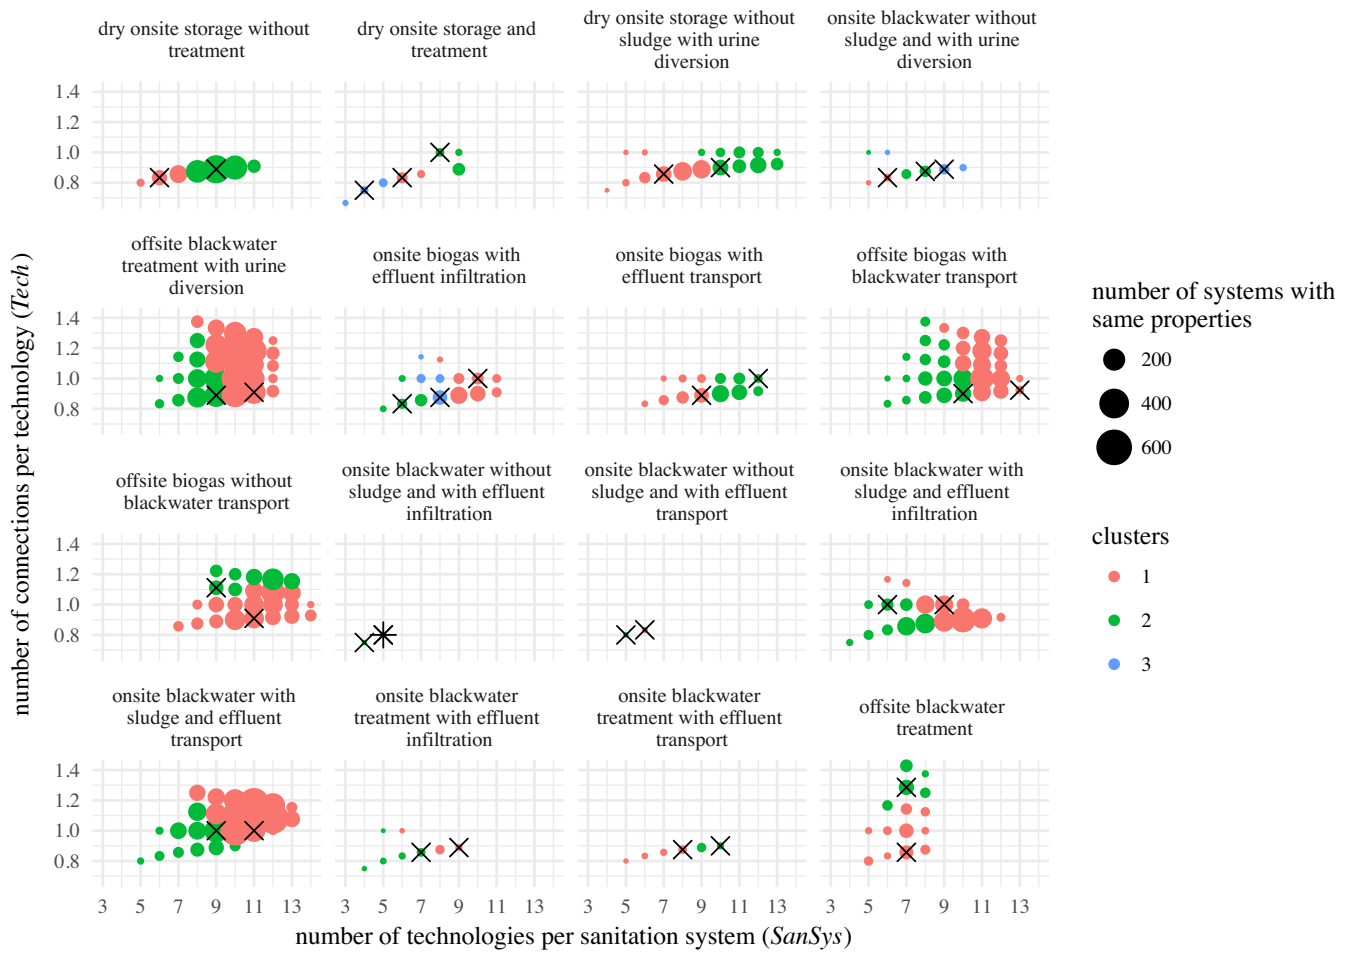 dry onsite storage without
treatment
dry onsite storage and
treatment
dry onsite storage without
sludge with urine
diversion
onsite blackwater without
sludge and with urine
diversion
1.4
1.2
1.0
0.8
offsite blackwater
treatment with urine
diversion
onsite biogas with
effluent infiltration
onsite biogas with
effluent transport
offsite biogas with
blackwater transport
1.4
1.2
1.0
0.8
offsite biogas without
blackwater transport
onsite blackwater without
sludge and with effluent
infiltration
onsite blackwater without
sludge and with effluent
transport
onsite blackwater with
sludge and effluent
infiltration
1.4
1.2
1.0
0.8
onsite blackwater with
sludge and effluent
transport
onsite blackwater
treatment with effluent
infiltration
onsite blackwater
treatment with effluent
transport
offsite blackwater
treatment
1.4
1.2
1.0
0.8
3 5 7 9 11 13
3 5 7 9 11 13
3 5 7 9 11 13
3 5 7 9 11 13
number of technologies per sanitation system (SanSys)
number of connections per technology (Tech)
number of systems with
same properties
200
400
600
clusters
1
2
3